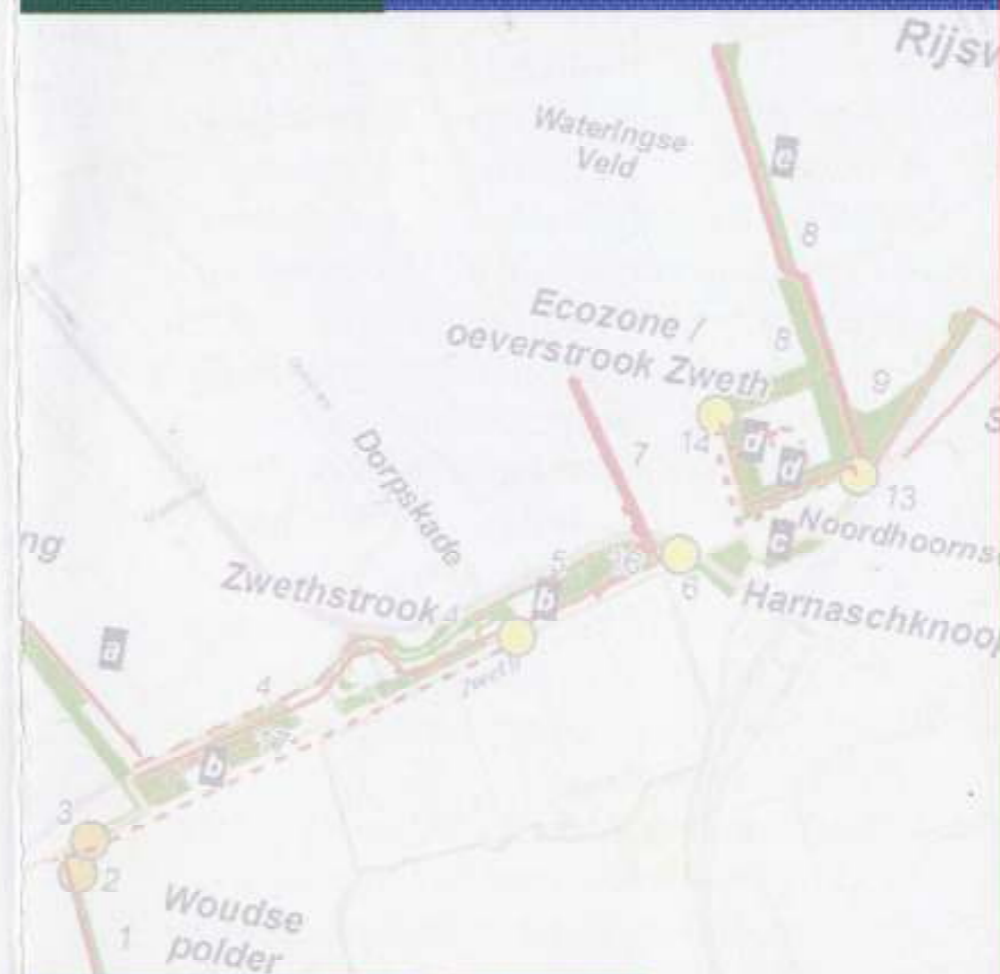 Rijsw
Wateringse
Veld
e
8
Ecozone /
oeverstrook Zweth
8
9
7
14
d
d
13
Dorpskade
c
Noordhoorns
ng
5
16
6
Zwethstrook
4
b
Harnaschknoop
a
Zweth
4
b
3
2
Woudse
polder
1